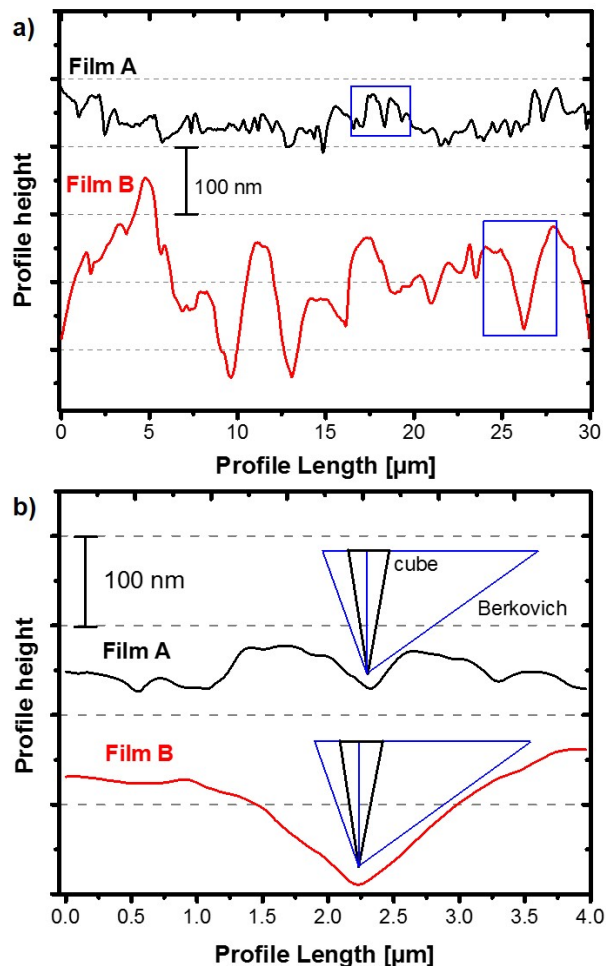 a)
Film A
100 nm
Film B
Profile height
0 5 10 15 20 25 30
Profile Length [µm]
b)
100 nm
cube
Berkovich
Film A
Film B
Profile height
0.0 0.5 1.0 1.5 2.0 2.5 3.0 3.5 4.0
Profile Length [µm]